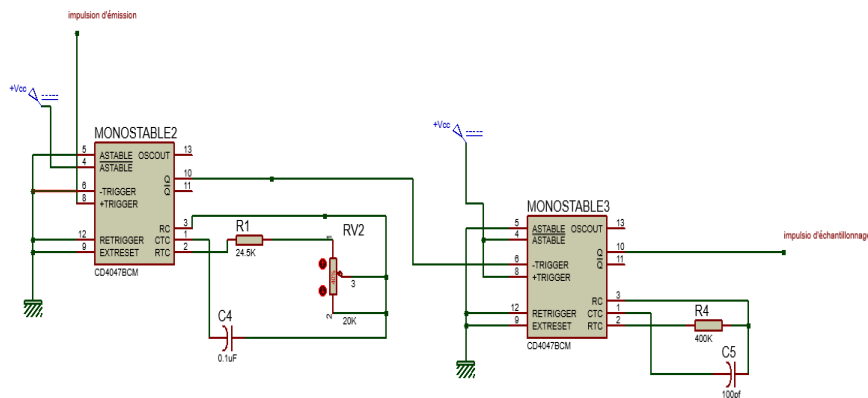 impulsion d'émission
+Vcc
MONOSTABLE2
5 ASTABLE OSCOUT 13
4 ASTABLE
6 -TRIGGER Q 10
8 +TRIGGER Q 11
RC 3
12 RETRIGGER CTC 1
9 EXTRESET RTC 2
CD4047BCM
R1
24.5K
RV2
1
40%
3
2
20K
C4
0.1uF
+Vcc
MONOSTABLE3
5 ASTABLE OSCOUT 13
4 ASTABLE
6 -TRIGGER Q 10
8 +TRIGGER Q 11
RC 3
12 RETRIGGER CTC 1
9 EXTRESET RTC 2
CD4047BCM
impulsio d'échantillonnage
R4
400K
C5
100pf